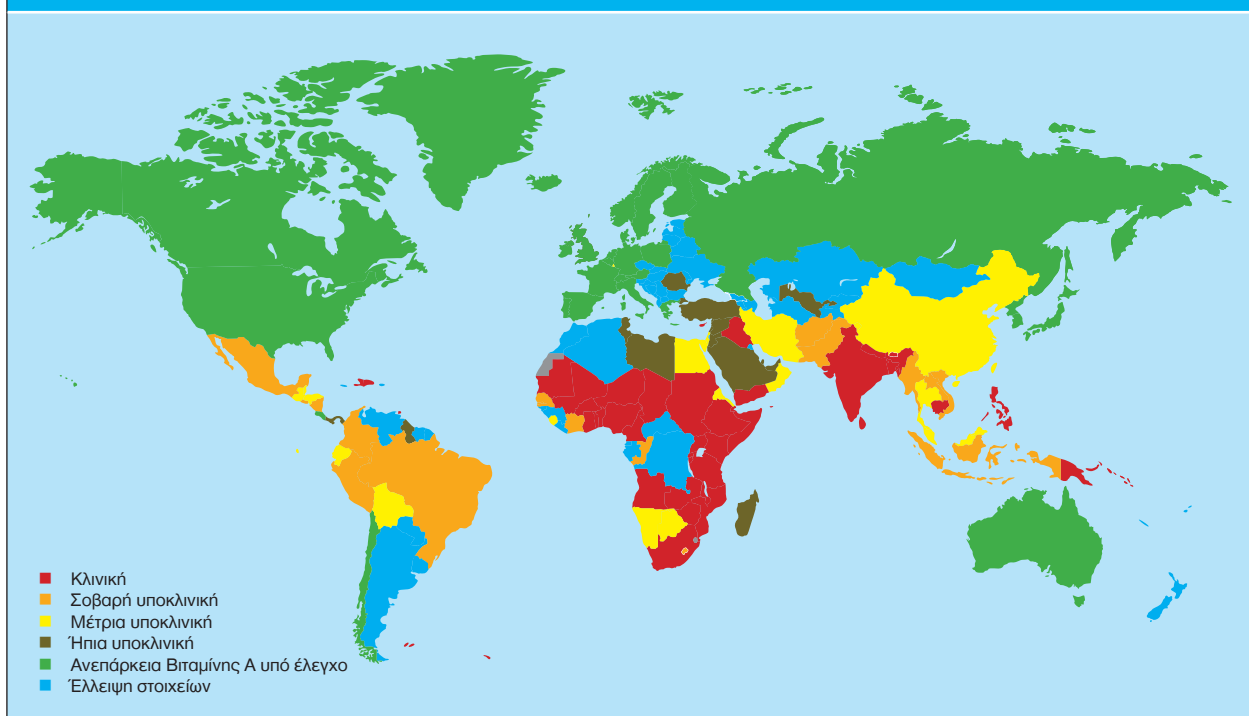 Κλινική
Σοβαρή υποκλινική
Μέτρια υποκλινική
Ήπια υποκλινική
Ανεπάρκεια Βιταμίνης Α υπό έλεγχο
Έλλειψη στοιχείων